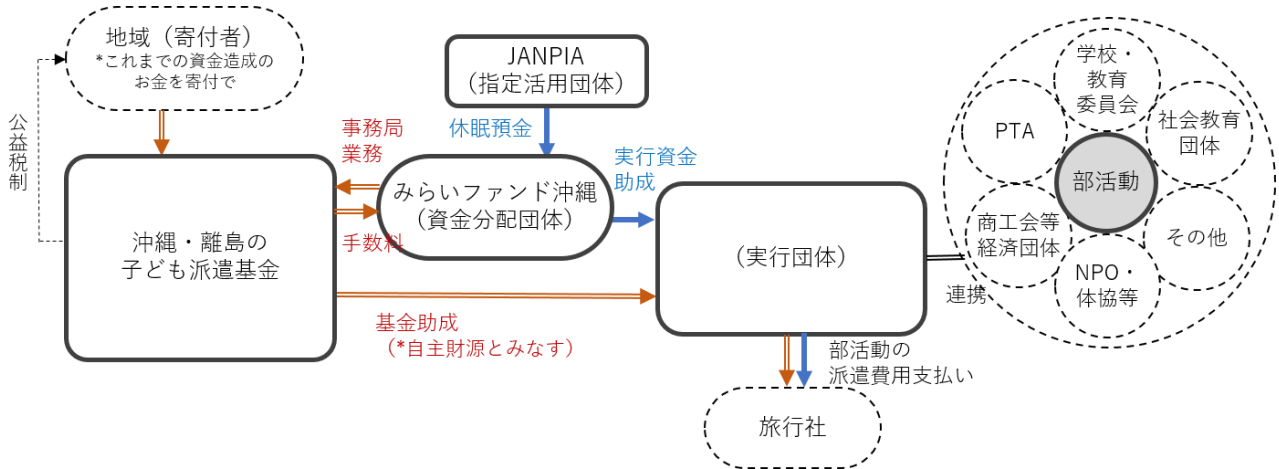 地域（寄付者）
*これまでの資金造成の
お金を寄付で
公益税制
沖縄・離島の
子ども派遣基金
JANPIA
（指定活用団体）
休眠預金
事務局
業務
みらいファンド沖縄
（資金分配団体）
手数料
実行資金
助成
基金助成
（*自主財源とみなす）
（実行団体）
連携
部活動の
派遣費用支払い
旅行社
学校・
教育
委員会
PTA
社会教育
団体
部活動
商工会等
経済団体
その他
NPO・
体協等